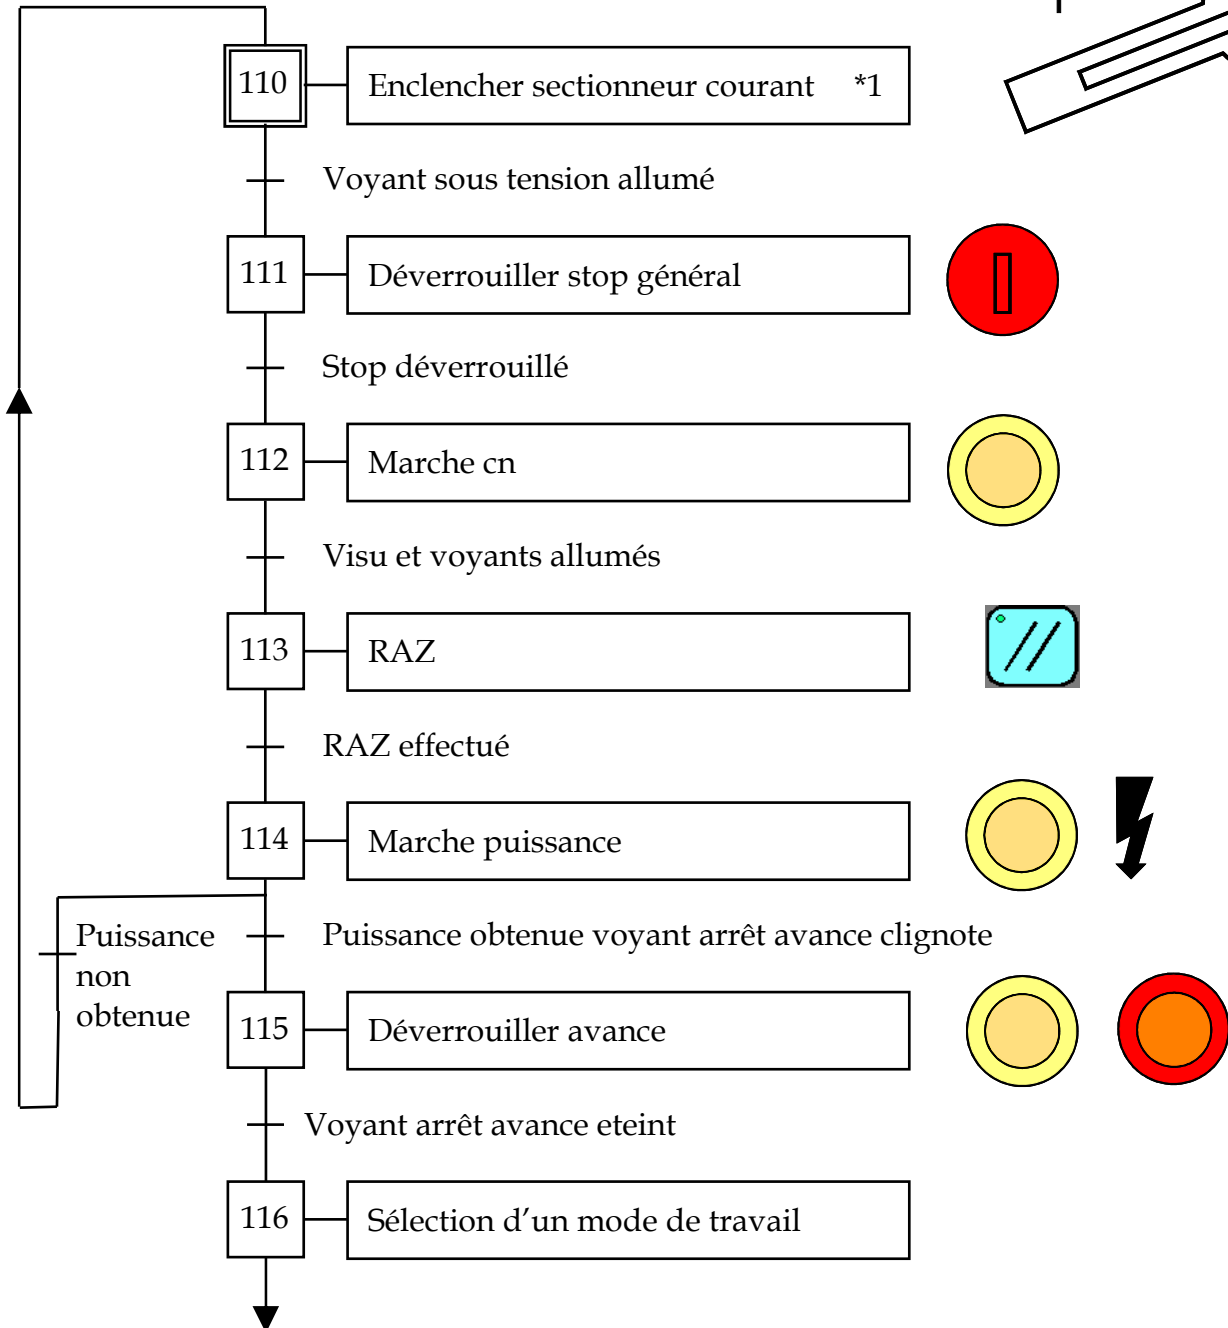 110 Enclencher sectionneur courant *1
Voyant sous tension allumé
111 Déverrouiller stop général
Stop déverrouillé
112 Marche cn
Visu et voyants allumés
113 RAZ
RAZ effectué
114 Marche puissance
Puissance obtenue voyant arrêt avance clignote
Puissance
non
obtenue
115 Déverrouiller avance
Voyant arrêt avance eteint
116 Sélection d’un mode de travail